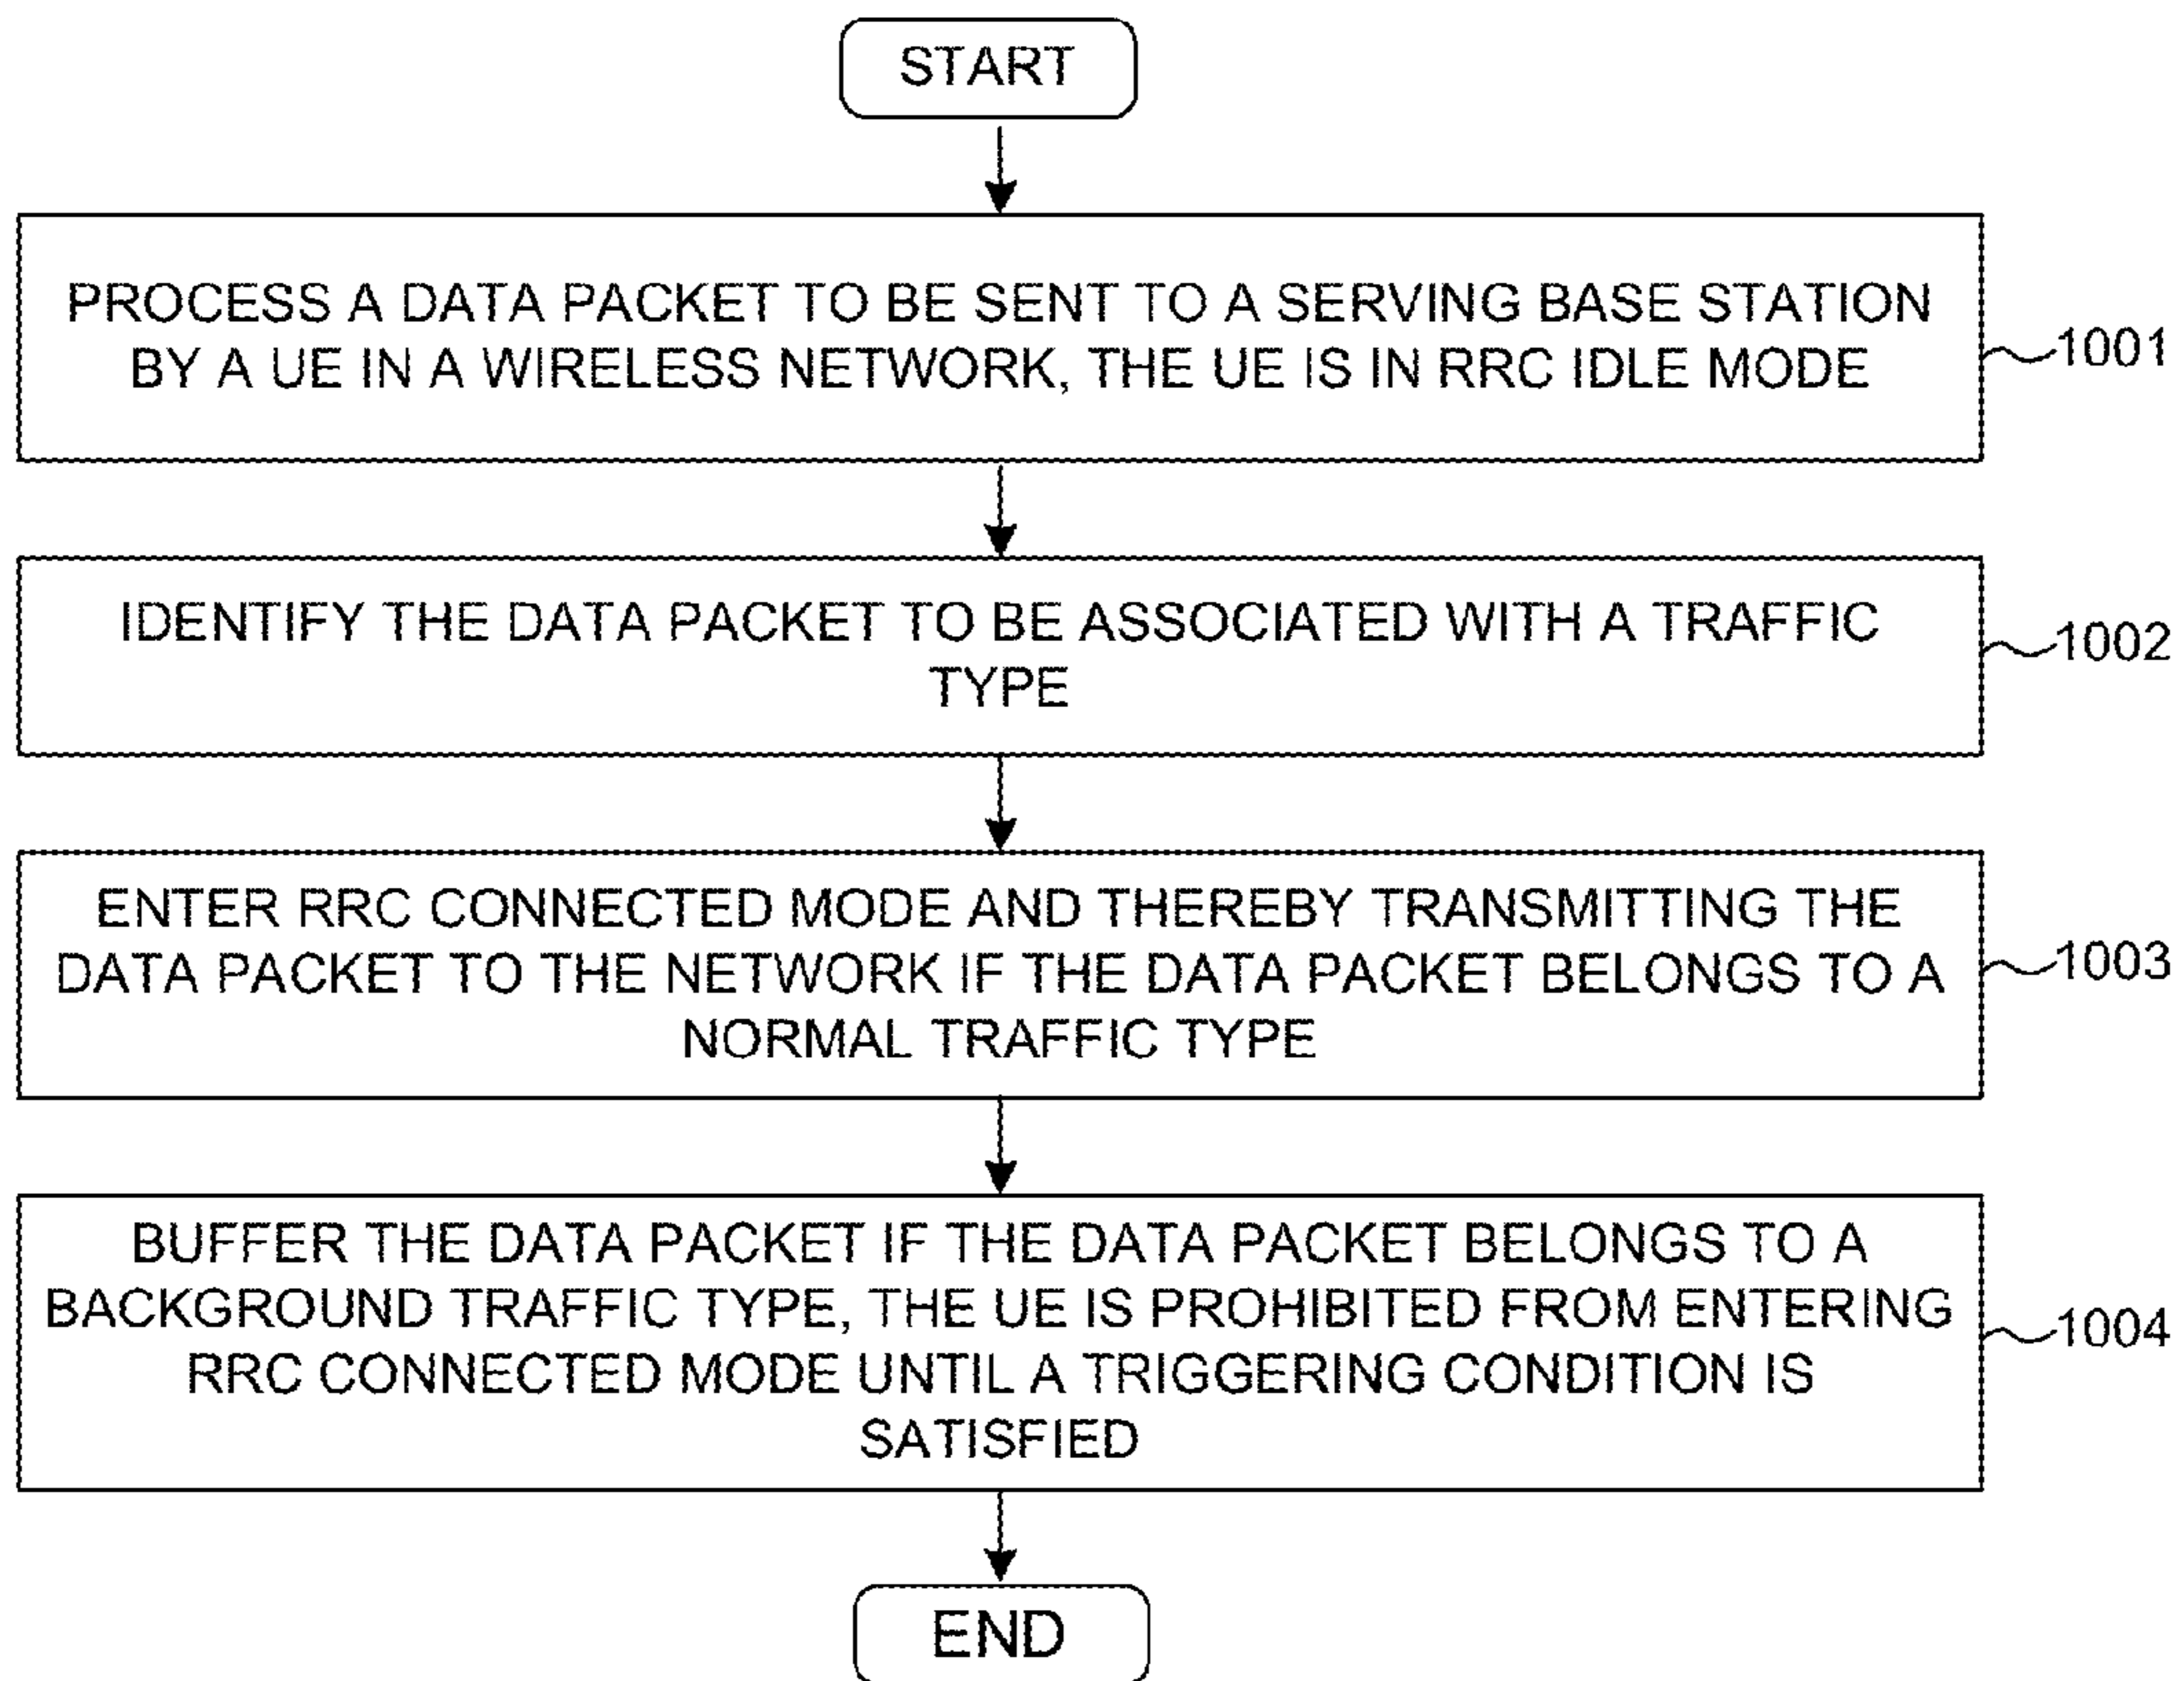 START
PROCESS A DATA PACKET TO BE SENT TO A SERVING BASE STATION
BY A UE IN A WIRELESS NETWORK, THE UE IS IN RRC IDLE MODE
1001
IDENTIFY THE DATA PACKET TO BE ASSOCIATED WITH A TRAFFIC
TYPE
1002
ENTER RRC CONNECTED MODE AND THEREBY TRANSMITTING THE
DATA PACKET TO THE NETWORK IF THE DATA PACKET BELONGS TO A
NORMAL TRAFFIC TYPE
1003
BUFFER THE DATA PACKET IF THE DATA PACKET BELONGS TO A
BACKGROUND TRAFFIC TYPE, THE UE IS PROHIBITED FROM ENTERING
RRC CONNECTED MODE UNTIL A TRIGGERING CONDITION IS
SATISFIED
1004
END